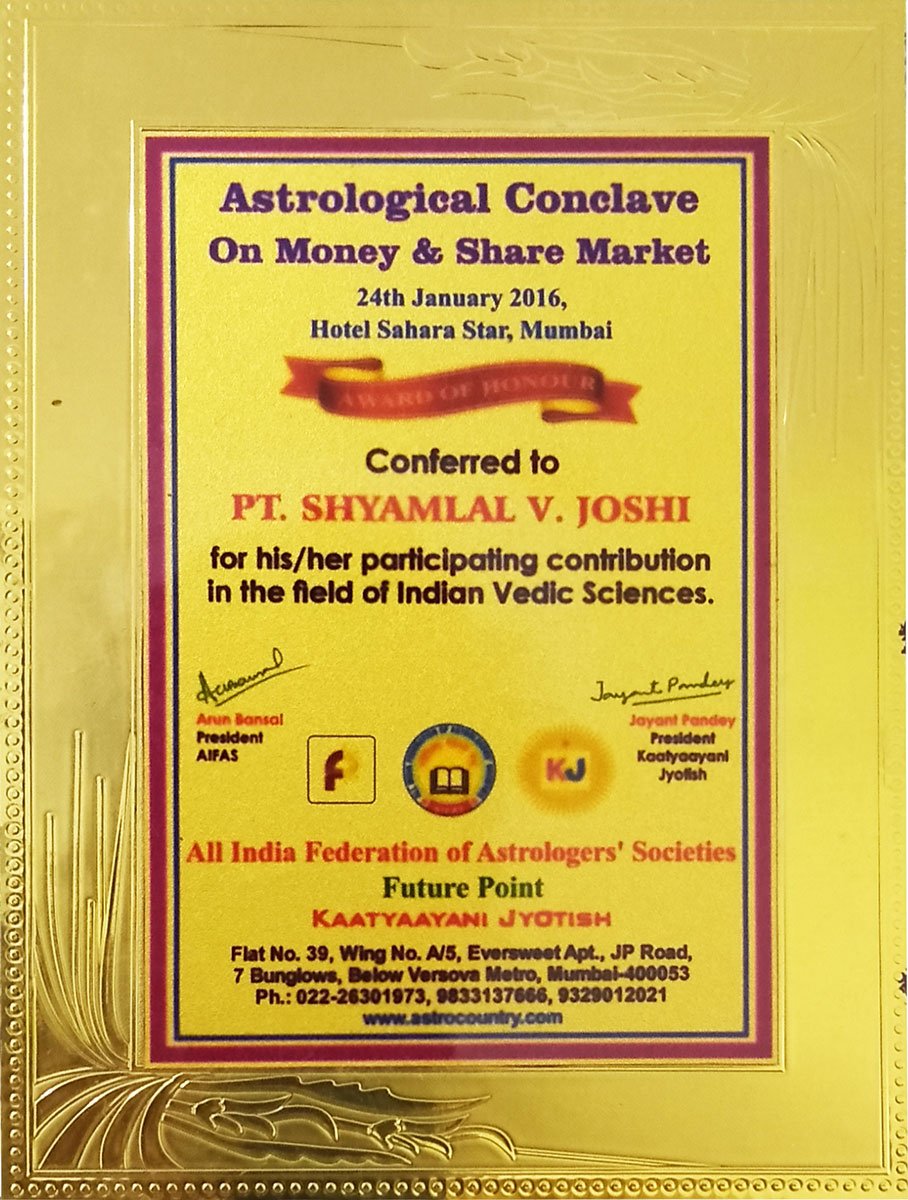 Astrological Conclave
On Money & Share Market
24th January 2016,
Hotel Sahara Star, Mumbai
AWARD OF HONOUR
Conferred to
PT. SHYAMLAL V. JOSHI
for his/her participating contribution
in the field of Indian Vedic Sciences.
Jayant Pandey
Arun Bansal
President
AIFAS
Jayant Pandey
President
Kaatyaayani
Jyotish
F
KJ
All India Federation of Astrologers' Societies
Future Point
KAATYAAYANI JYOTISH
Flat No. 39, Wing No. A/5, Eversweet Apt., JP Road,
7 Bunglows, Below Versova Metro, Mumbai-400053
Ph.: 022-26301973, 9833137666, 9329012021
www.astrocountry.com